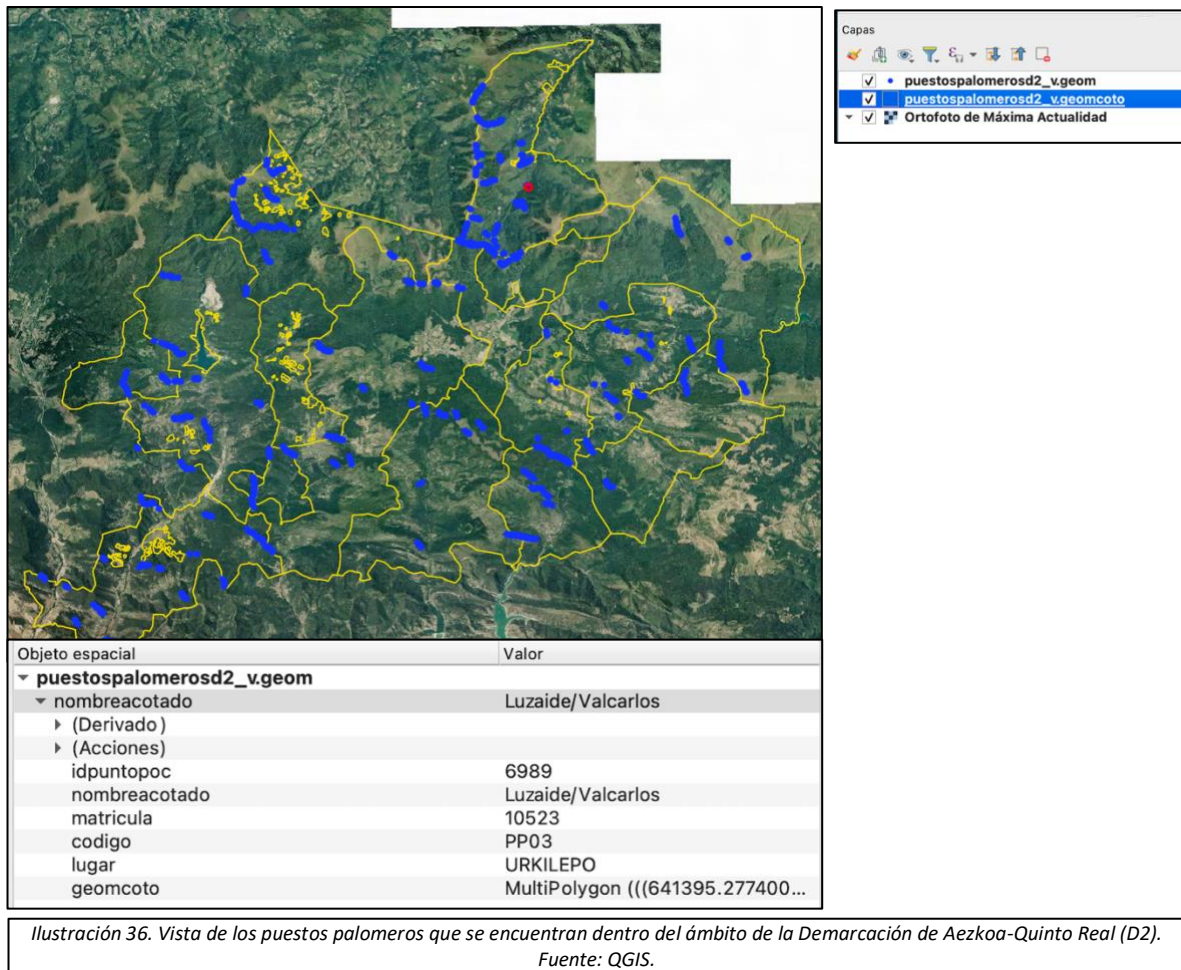 Capas
puestospalomerosd2_v.geom
puestospalomerosd2_v.geomcoto
Ortofoto de Máxima Actualidad
Objeto espacial Valor
puestospalomerosd2_v.geom
nombreacotado Luzaide/Valcarlos
(Derivado)
(Acciones)
idpuntopoc 6989
nombreacotado Luzaide/Valcarlos
matricula 10523
codigo PP03
lugar URKILEPO
geomcoto MultiPolygon (((641395.277400...
Ilustración 36. Vista de los puestos palomeros que se encuentran dentro del ámbito de la Demarcación de Aezkoa-Quinto Real (D2).
Fuente: QGIS.